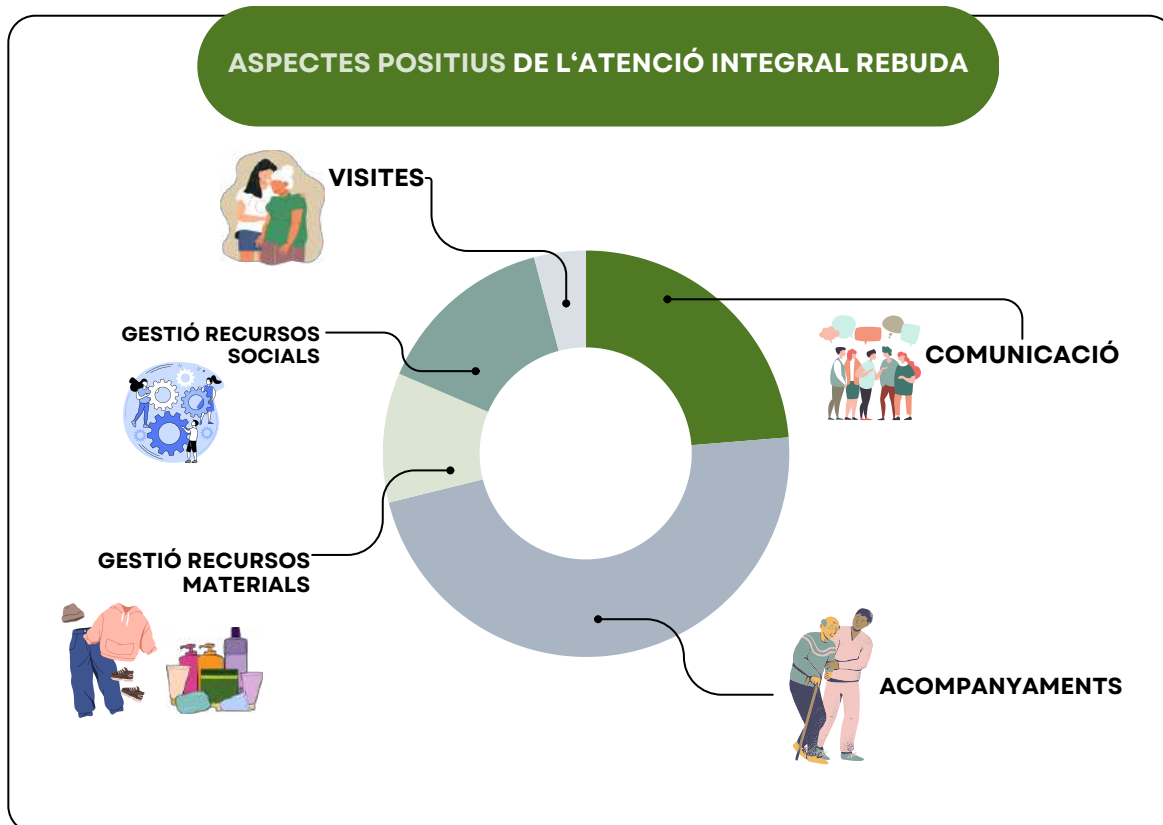 ASPECTES POSITIUS DE L‘ATENCIÓ INTEGRAL REBUDA
VISITES
GESTIÓ RECURSOS
SOCIALS
COMUNICACIÓ
GESTIÓ RECURSOS
MATERIALS
ACOMPANYAMENTS